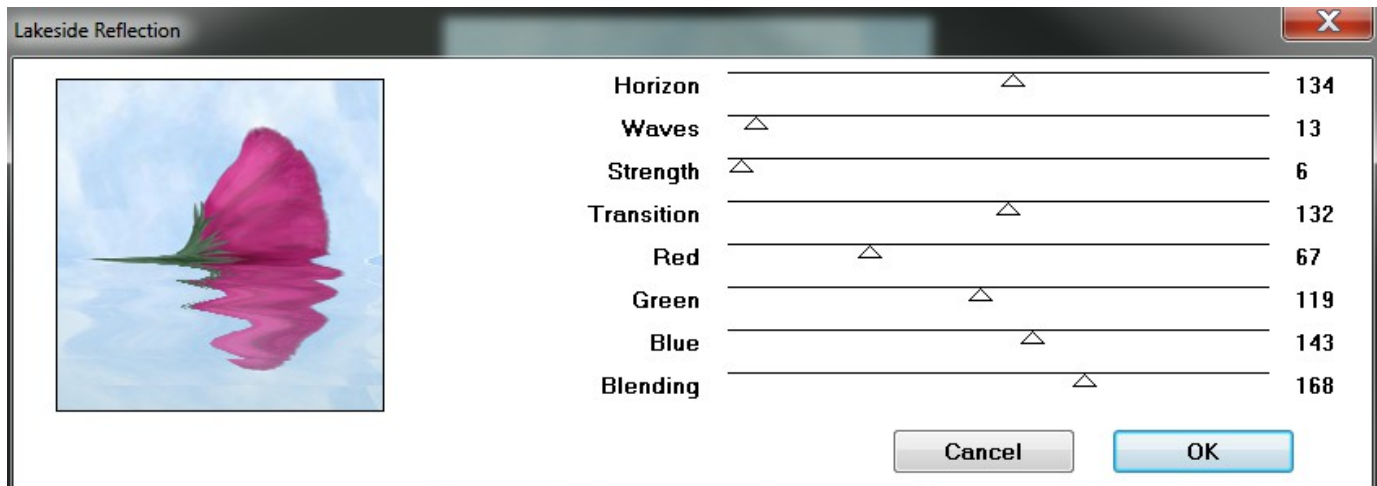 Lakeside Reflection
X
Horizon 134
Waves 13
Strength 6
Transition 132
Red 67
Green 119
Blue 143
Blending 168
Cancel OK